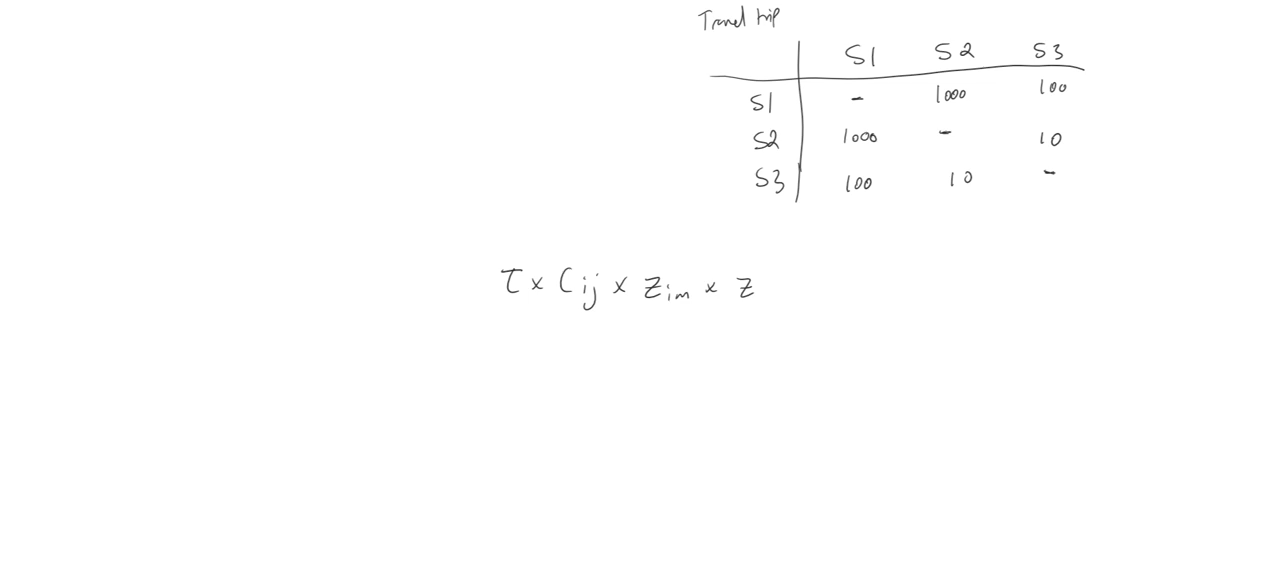 Travel trip
S1 S2 S3
S1 - 1000 100
S2 1000 - 10
S3 100 10 -
τ × Cij × Zim × Z